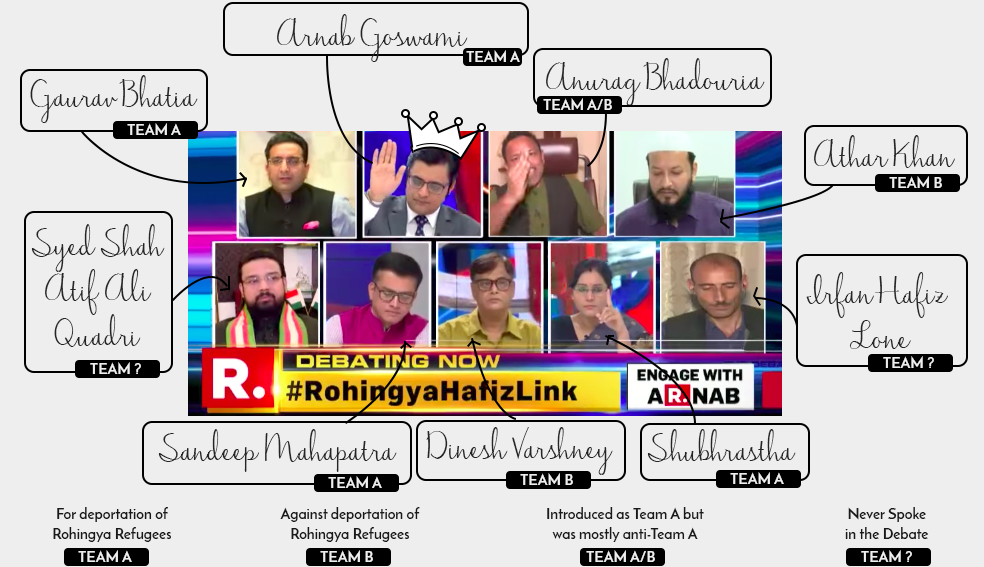 Arnab Goswami
TEAM A
Anurag Bhadouria
TEAM A/B
Gaurav Bhatia
TEAM A
Athar Khan
TEAM B
Syed Shah
Atif Ali
Quadri
TEAM ?
Irfan Hafiz
Lone
TEAM ?
DEBATING NOW
R.
#RohingyaHafizLink
ENGAGE WITH
ARNAB
Sandeep Mahapatra
TEAM A
Dinesh Varshney
TEAM B
Shubhrastha
TEAM A
For deportation of
Rohingya Refugees
TEAM A
Against deportation of
Rohingya Refugees
TEAM B
Introduced as Team A but
was mostly anti-Team A
TEAM A/B
Never Spoke
in the Debate
TEAM ?